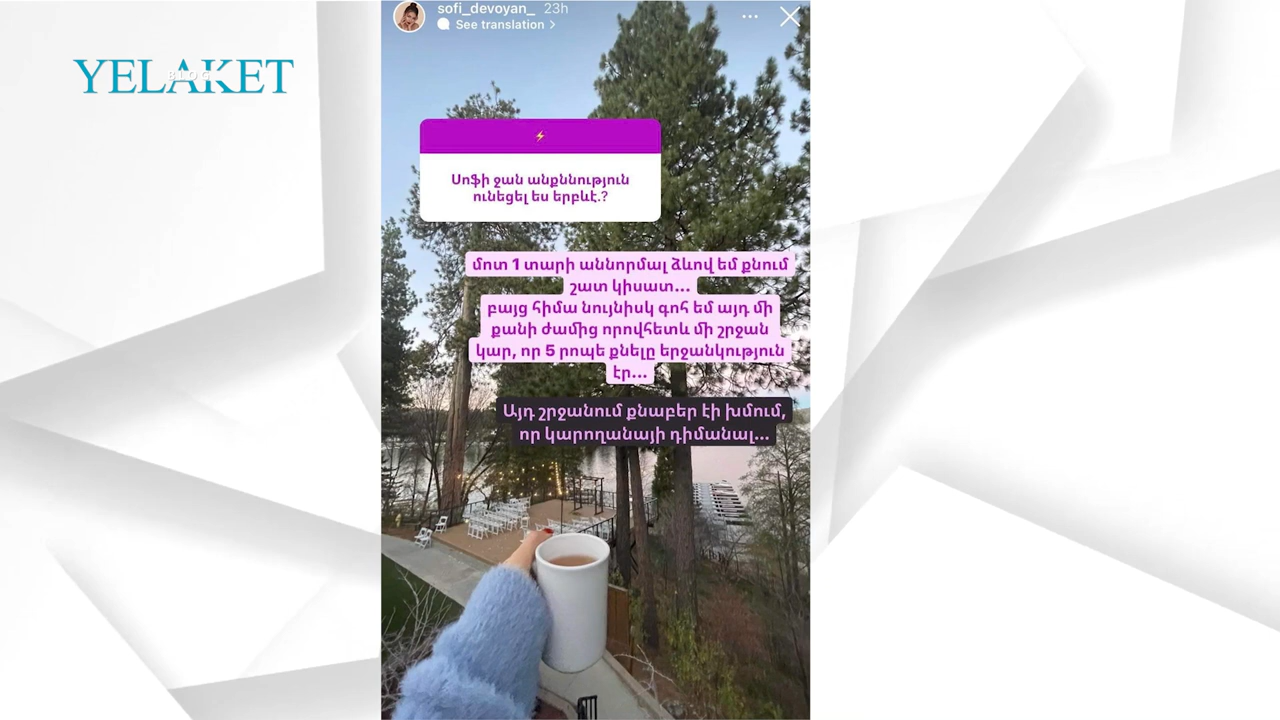 YELAKET
BLOG
sofi_devoyan_ 23h
See translation >
Սոֆի ջան անքննություն
ունեցել ես երբևէ.?
մոտ 1 տարի աննորմալ ձևով եմ քնում
շատ կիսատ...
բայց հիմա նույնիսկ գոհ եմ այդ մի
քանի ժամից որովհետև մի շրջան
կար, որ 5 րոպե քնելը երջանկություն
էր...
Այդ շրջանում քնաբեր էի խմում,
որ կարողանայի դիմանալ...